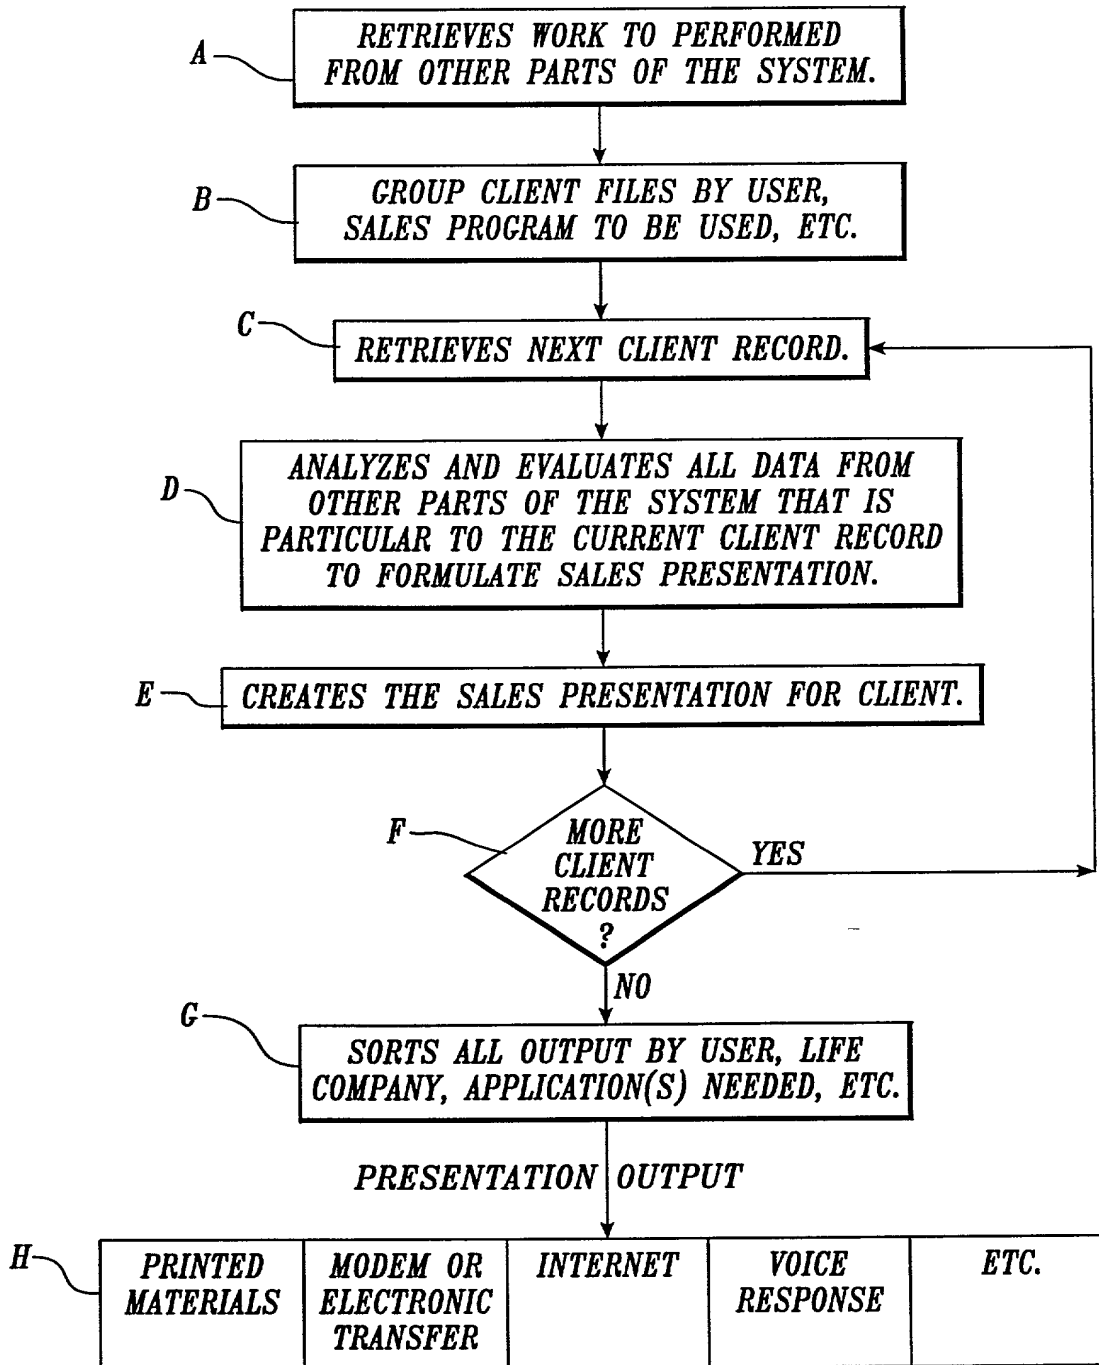 A
RETRIEVES WORK TO PERFORMED
FROM OTHER PARTS OF THE SYSTEM.
B
GROUP CLIENT FILES BY USER,
SALES PROGRAM TO BE USED, ETC.
C
RETRIEVES NEXT CLIENT RECORD.
D
ANALYZES AND EVALUATES ALL DATA FROM
OTHER PARTS OF THE SYSTEM THAT IS
PARTICULAR TO THE CURRENT CLIENT RECORD
TO FORMULATE SALES PRESENTATION.
E
CREATES THE SALES PRESENTATION FOR CLIENT.
F
MORE
CLIENT
RECORDS
?
YES
NO
G
SORTS ALL OUTPUT BY USER, LIFE
COMPANY, APPLICATION(S) NEEDED, ETC.
PRESENTATION OUTPUT
H
PRINTED
MATERIALS
MODEM OR
ELECTRONIC
TRANSFER
INTERNET
VOICE
RESPONSE
ETC.